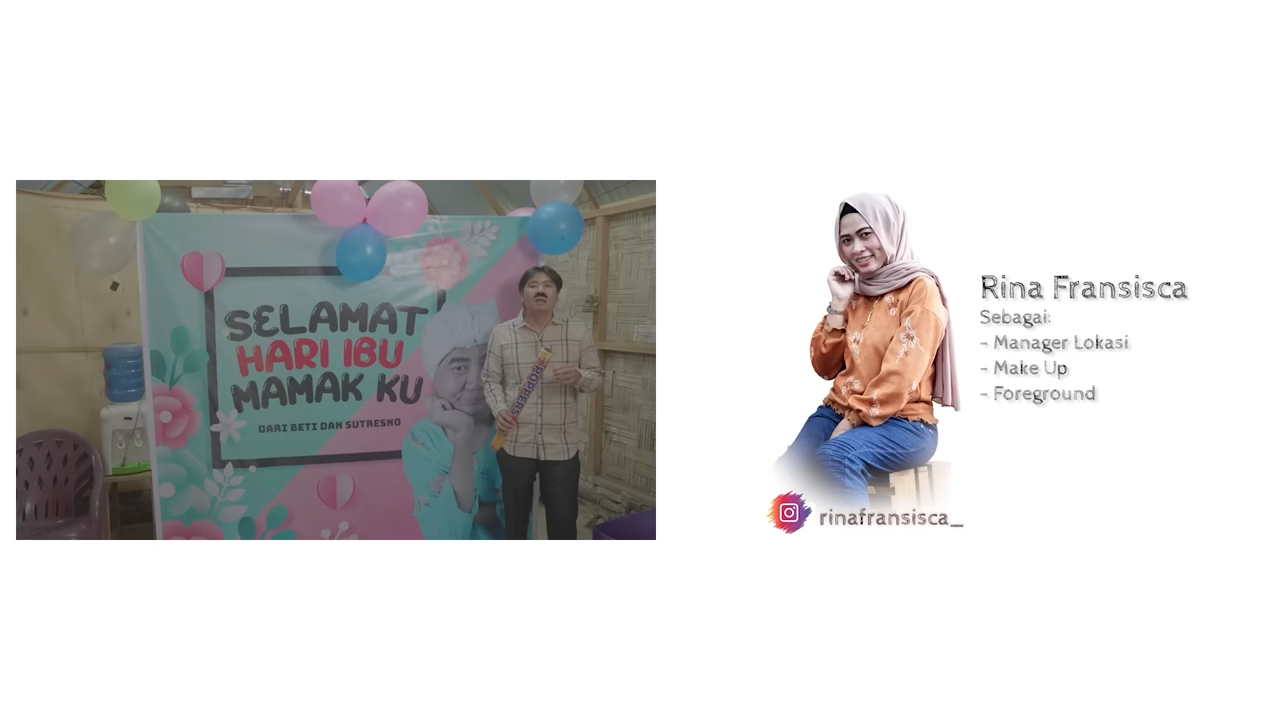 SELAMAT
HARI IBU
MAMAK KU
DARI BETI DAN SUTRESNO
POPPERS
Rina Fransisca
Sebagai:
- Manager Lokasi
- Make Up
- Foreground
rinafransisca_